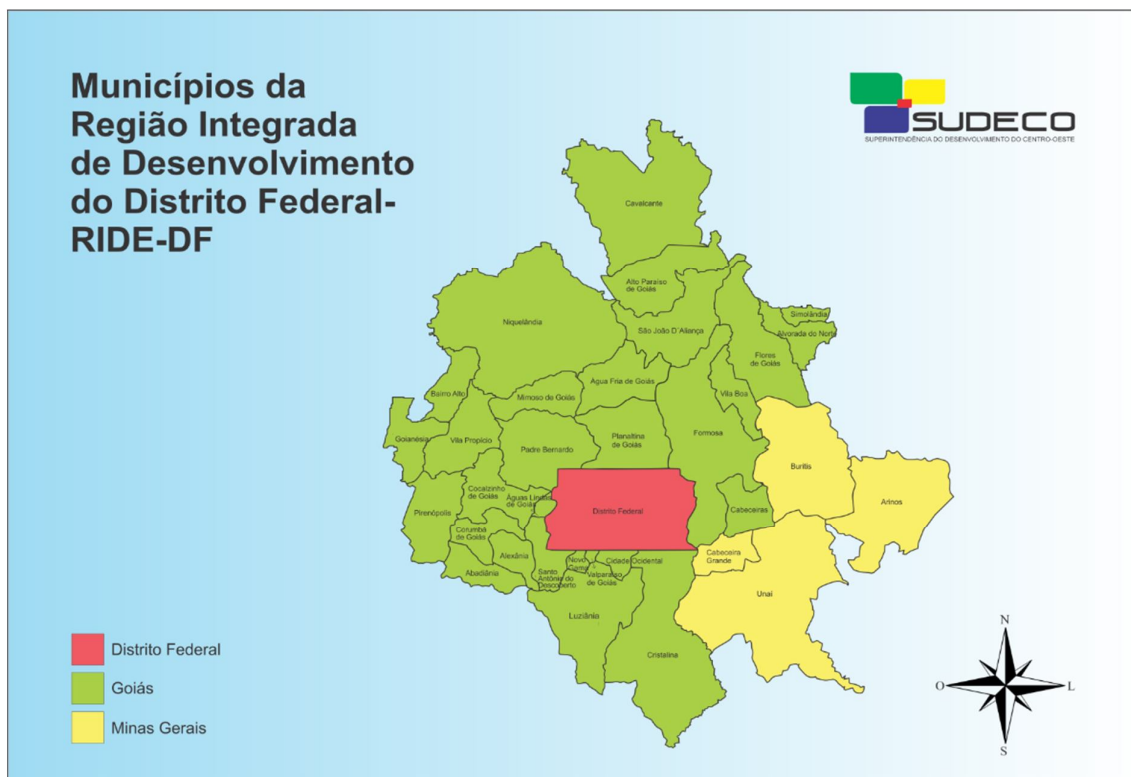 Municípios da
Região Integrada
de Desenvolvimento
do Distrito Federal-
RIDE-DF
SUDECO
SUPERINTENDÊNCIA DO DESENVOLVIMENTO DO CENTRO-OESTE
Cavalcante
Alto Paraíso
de Goiás
Niquelândia
São João D´Aliança
Simolândia
Alvorada do Norte
Flores
de Goiás
Bairro Alto
Mimoso de Goiás
Água Fria de Goiás
Vila Boa
Goianésia
Vila Propício
Padre Bernardo
Planaltina
de Goiás
Formosa
Buritis
Arinos
Cocalzinho
de Goiás
Águas Lindas
de Goiás
Pirenópolis
Distrito Federal
Cabeceiras
Corumbá
de Goiás
Alexânia
Abadiânia
Santo
Antônio do
Descoberto
Novo
Gama
Cidade Ocidental
Valparaíso
de Goiás
Cabeceira
Grande
Unaí
Luziânia
Cristalina
Distrito Federal
Goiás
Minas Gerais
N
O
L
S